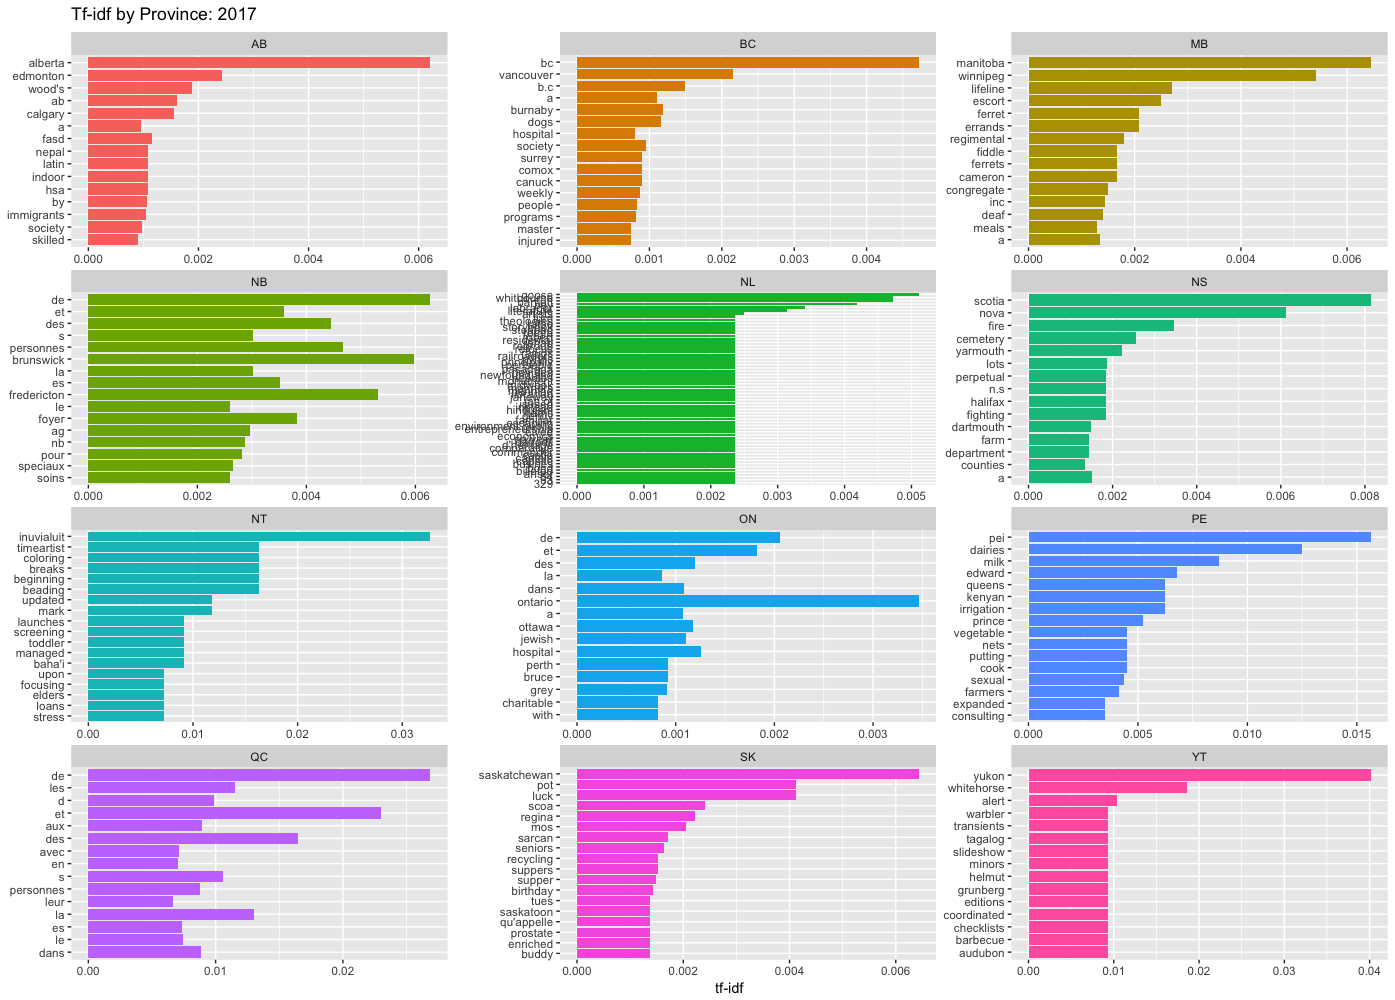 Tf-idf by Province: 2017
AB
alberta
edmonton
wood's
ab
calgary
a
fasd
nepal
latin
indoor
hsa
by
immigrants
society
skilled
0.000 0.002 0.004 0.006
BC
bc
vancouver
b.c
a
burnaby
dogs
hospital
society
surrey
comox
canuck
weekly
people
programs
master
injured
0.000 0.001 0.002 0.003 0.004
MB
manitoba
winnipeg
lifeline
escort
ferret
errands
regimental
fiddle
ferrets
cameron
congregate
inc
deaf
meals
a
0.000 0.002 0.004 0.006
NB
de
et
des
s
personnes
brunswick
la
es
fredericton
le
foyer
ag
nb
pour
speciaux
soins
0.000 0.002 0.004 0.006
NL
329
0.000 0.001 0.002 0.003 0.004 0.005
NS
scotia
nova
fire
cemetery
yarmouth
lots
perpetual
n.s
halifax
fighting
dartmouth
farm
department
counties
a
0.000 0.002 0.004 0.006 0.008
NT
inuvialuit
timeartist
coloring
breaks
beginning
beading
updated
mark
launches
screening
toddler
managed
baha'i
upon
focusing
elders
loans
stress
0.00 0.01 0.02 0.03
ON
de
et
des
la
dans
ontario
a
ottawa
jewish
hospital
perth
bruce
grey
charitable
with
0.000 0.001 0.002 0.003
PE
pei
dairies
milk
edward
queens
kenyan
irrigation
prince
vegetable
nets
putting
cook
sexual
farmers
expanded
consulting
0.000 0.005 0.010 0.015
QC
de
les
d
et
aux
des
avec
en
s
personnes
leur
la
es
le
dans
0.00 0.01 0.02
SK
saskatchewan
pot
luck
scoa
regina
mos
sarcan
seniors
recycling
suppers
supper
birthday
tues
saskatoon
qu'appelle
prostate
enriched
buddy
0.000 0.002 0.004 0.006
YT
yukon
whitehorse
alert
warbler
transients
tagalog
slideshow
minors
helmut
grunberg
editions
coordinated
checklists
barbecue
audubon
0.00 0.01 0.02 0.03 0.04
tf-idf